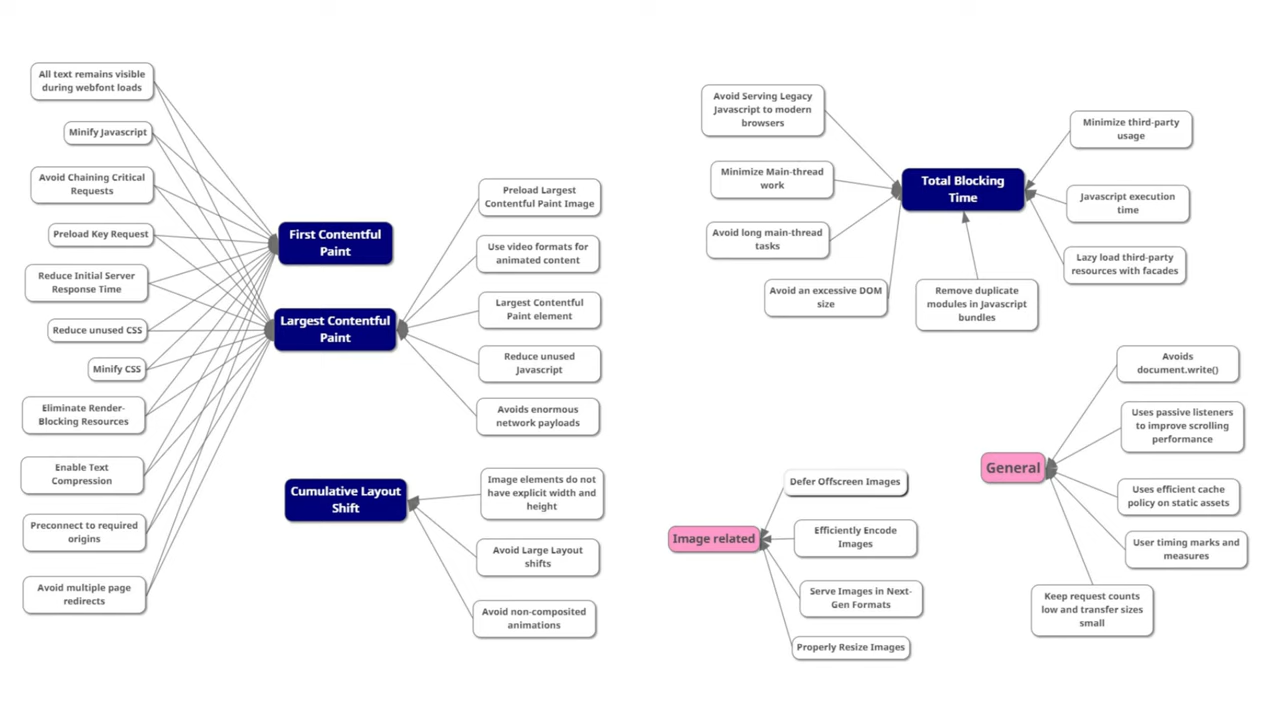 All text remains visible
during webfont loads
Minify Javascript
Avoid Chaining Critical
Requests
Preload Key Request
Reduce Initial Server
Response Time
Reduce unused CSS
Minify CSS
Eliminate Render-
Blocking Resources
Enable Text
Compression
Preconnect to required
origins
Avoid multiple page
redirects
First Contentful
Paint
Largest Contentful
Paint
Cumulative Layout
Shift
Preload Largest
Contentful Paint Image
Use video formats for
animated content
Largest Contentful
Paint element
Reduce unused
Javascript
Avoids enormous
network payloads
Image elements do not
have explicit width and
height
Avoid Large Layout
shifts
Avoid non-composited
animations
Avoid Serving Legacy
Javascript to modern
browsers
Minimize Main-thread
work
Avoid long main-thread
tasks
Avoid an excessive DOM
size
Total Blocking
Time
Remove duplicate
modules in Javascript
bundles
Minimize third-party
usage
Javascript execution
time
Lazy load third-party
resources with facades
Image related
Defer Offscreen Images
Efficiently Encode
Images
Serve Images in Next-
Gen Formats
Properly Resize Images
General
Avoids
document.write()
Uses passive listeners
to improve scrolling
performance
Uses efficient cache
policy on static assets
User timing marks and
measures
Keep request counts
low and transfer sizes
small